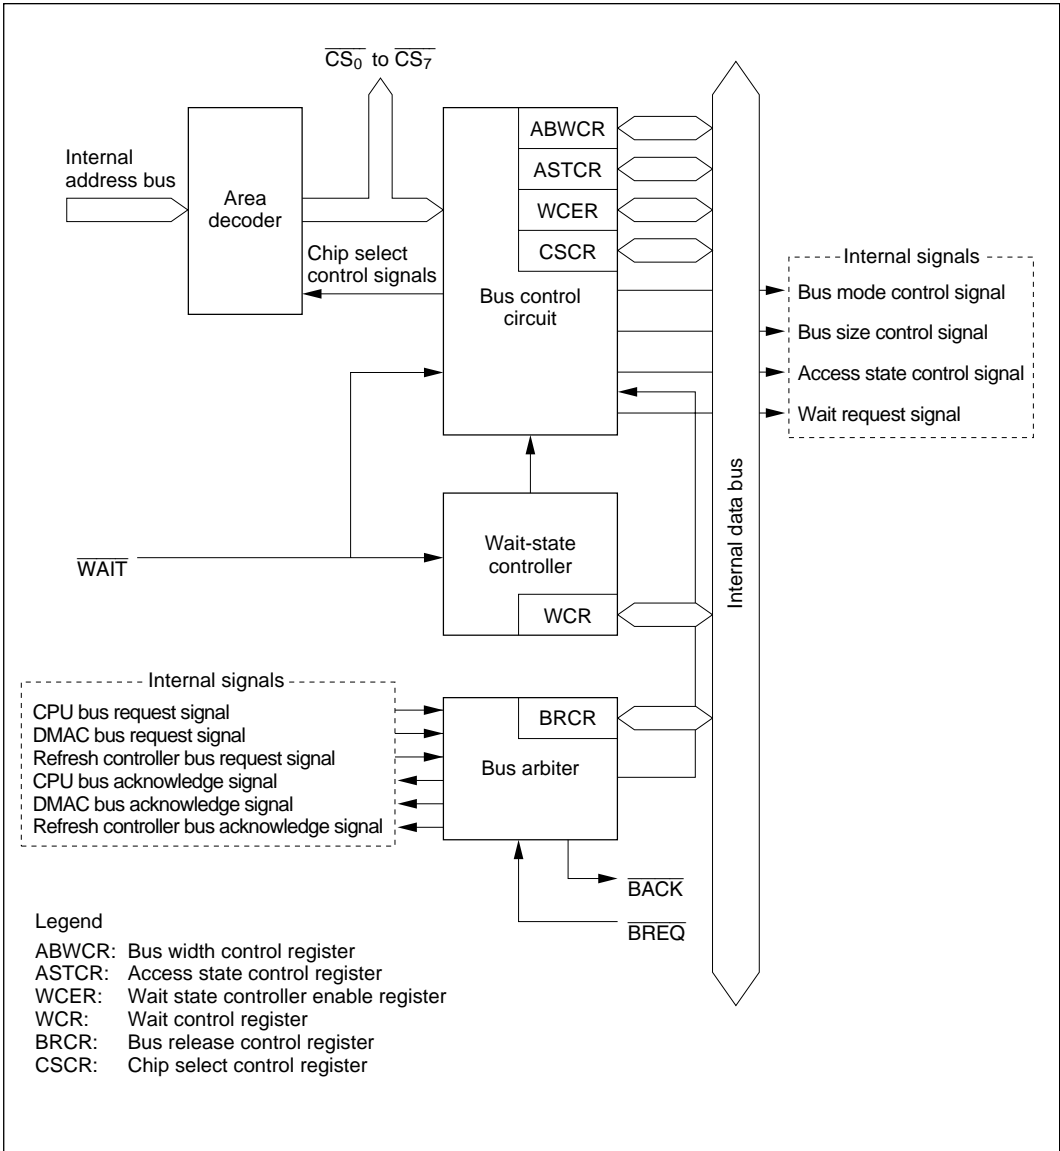 C̅S̅₀ to C̅S̅₇
Internal
address bus
Area
decoder
Chip select
control signals
ABWCR
ASTCR
WCER
CSCR
Bus control
circuit
Internal signals
Bus mode control signal
Bus size control signal
Access state control signal
Wait request signal
Internal data bus
W̅A̅I̅T̅
Wait-state
controller
WCR
Internal signals
CPU bus request signal
DMAC bus request signal
Refresh controller bus request signal
CPU bus acknowledge signal
DMAC bus acknowledge signal
Refresh controller bus acknowledge signal
BRCR
Bus arbiter
B̅A̅C̅K̅
B̅R̅E̅Q̅
Legend
ABWCR: Bus width control register
ASTCR: Access state control register
WCER: Wait state controller enable register
WCR: Wait control register
BRCR: Bus release control register
CSCR: Chip select control register